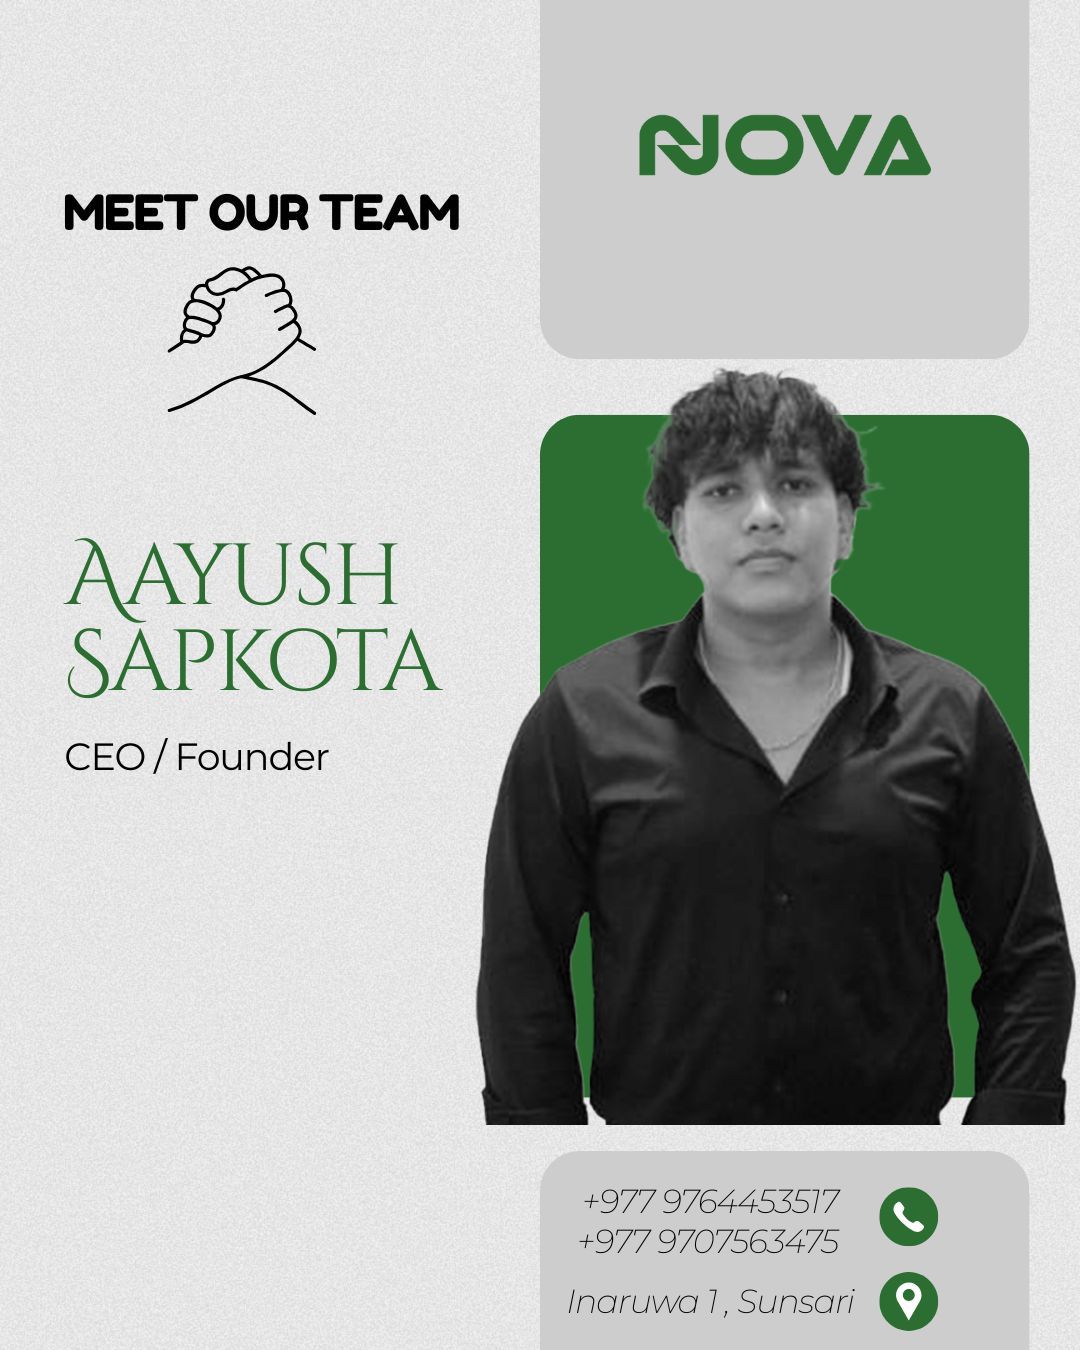 NOVA
MEET OUR TEAM
AAYUSH
SAPKOTA
CEO / Founder
+977 9764453517
+977 9707563475
Inaruwa 1 , Sunsari